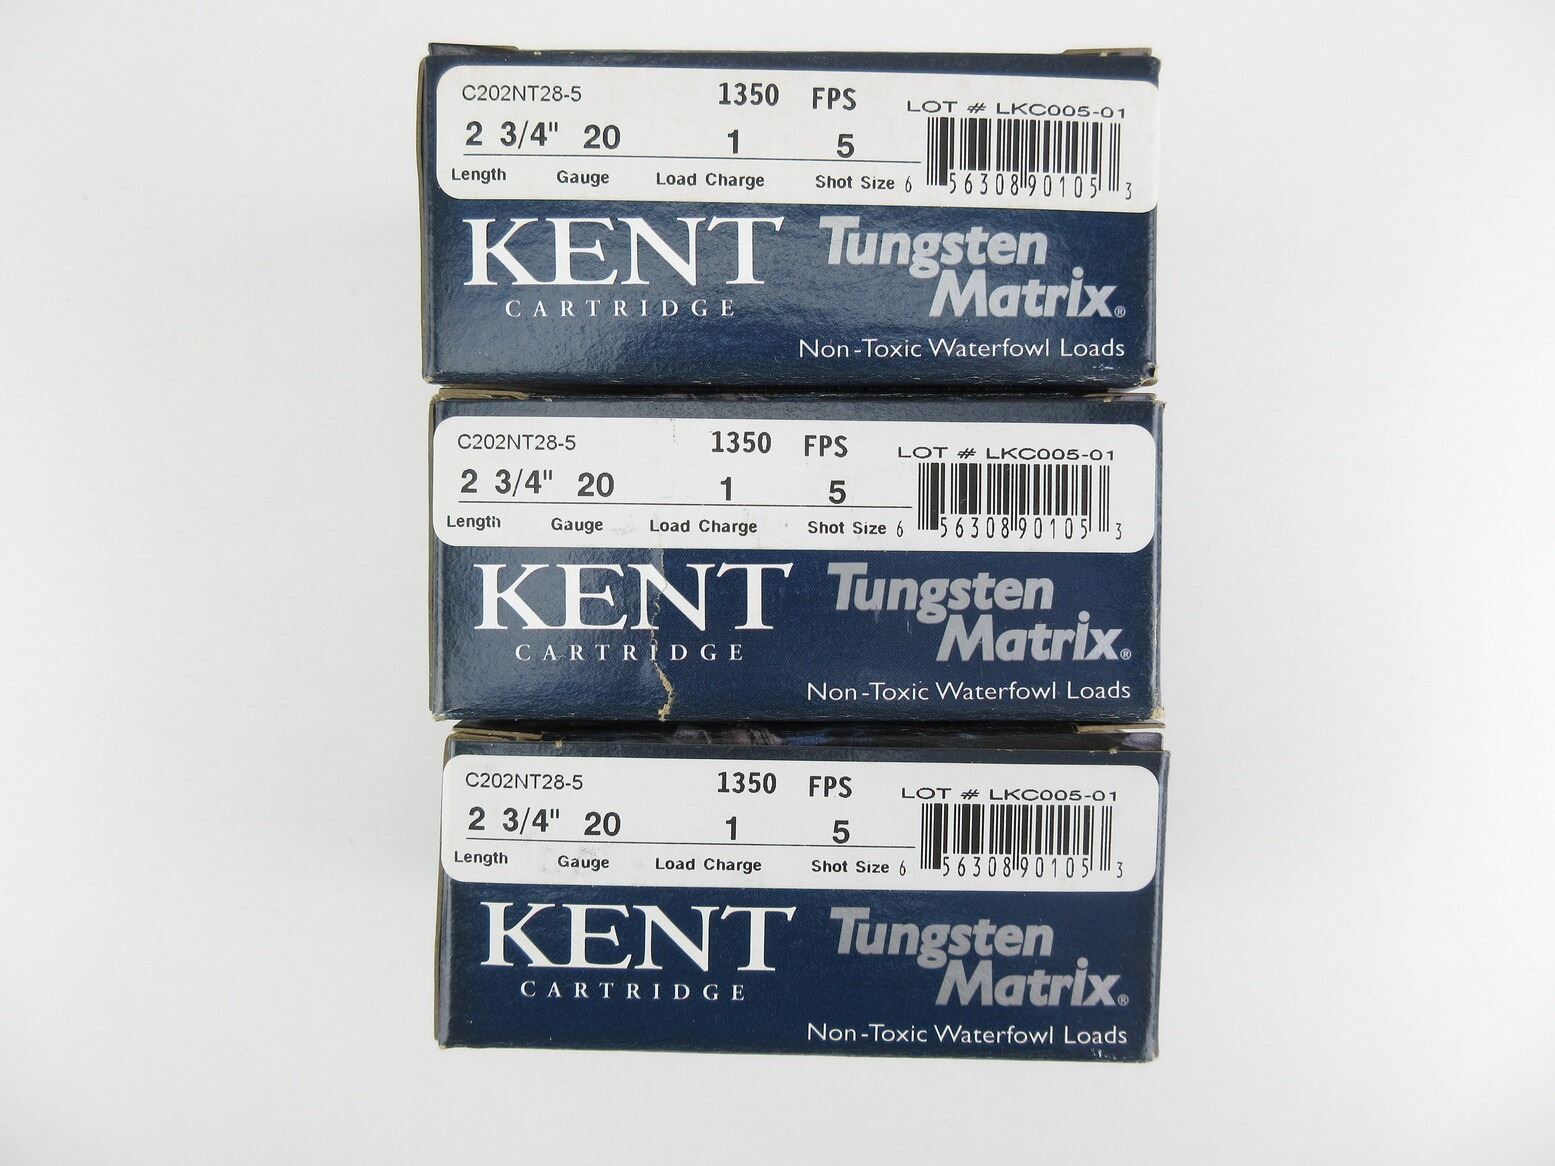 C202NT28-5 1350 FPS LOT # LKC005-01
2 3/4" 20 1 5
Length Gauge Load Charge Shot Size 6 56308 90105 3
KENT Tungsten
CARTRIDGE Matrix®
Non-Toxic Waterfowl Loads
C202NT28-5 1350 FPS LOT # LKC005-01
2 3/4" 20 1 5
Length Gauge Load Charge Shot Size 6 56308 90105 3
KENT Tungsten
CARTRIDGE Matrix®
Non-Toxic Waterfowl Loads
C202NT28-5 1350 FPS LOT # LKC005-01
2 3/4" 20 1 5
Length Gauge Load Charge Shot Size 6 56308 90105 3
KENT Tungsten
CARTRIDGE Matrix®
Non-Toxic Waterfowl Loads